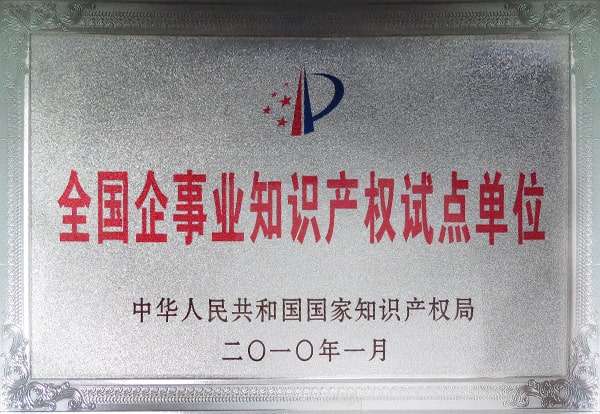 全国企事业知识产权试点单位
中华人民共和国国家知识产权局
二〇一〇年一月